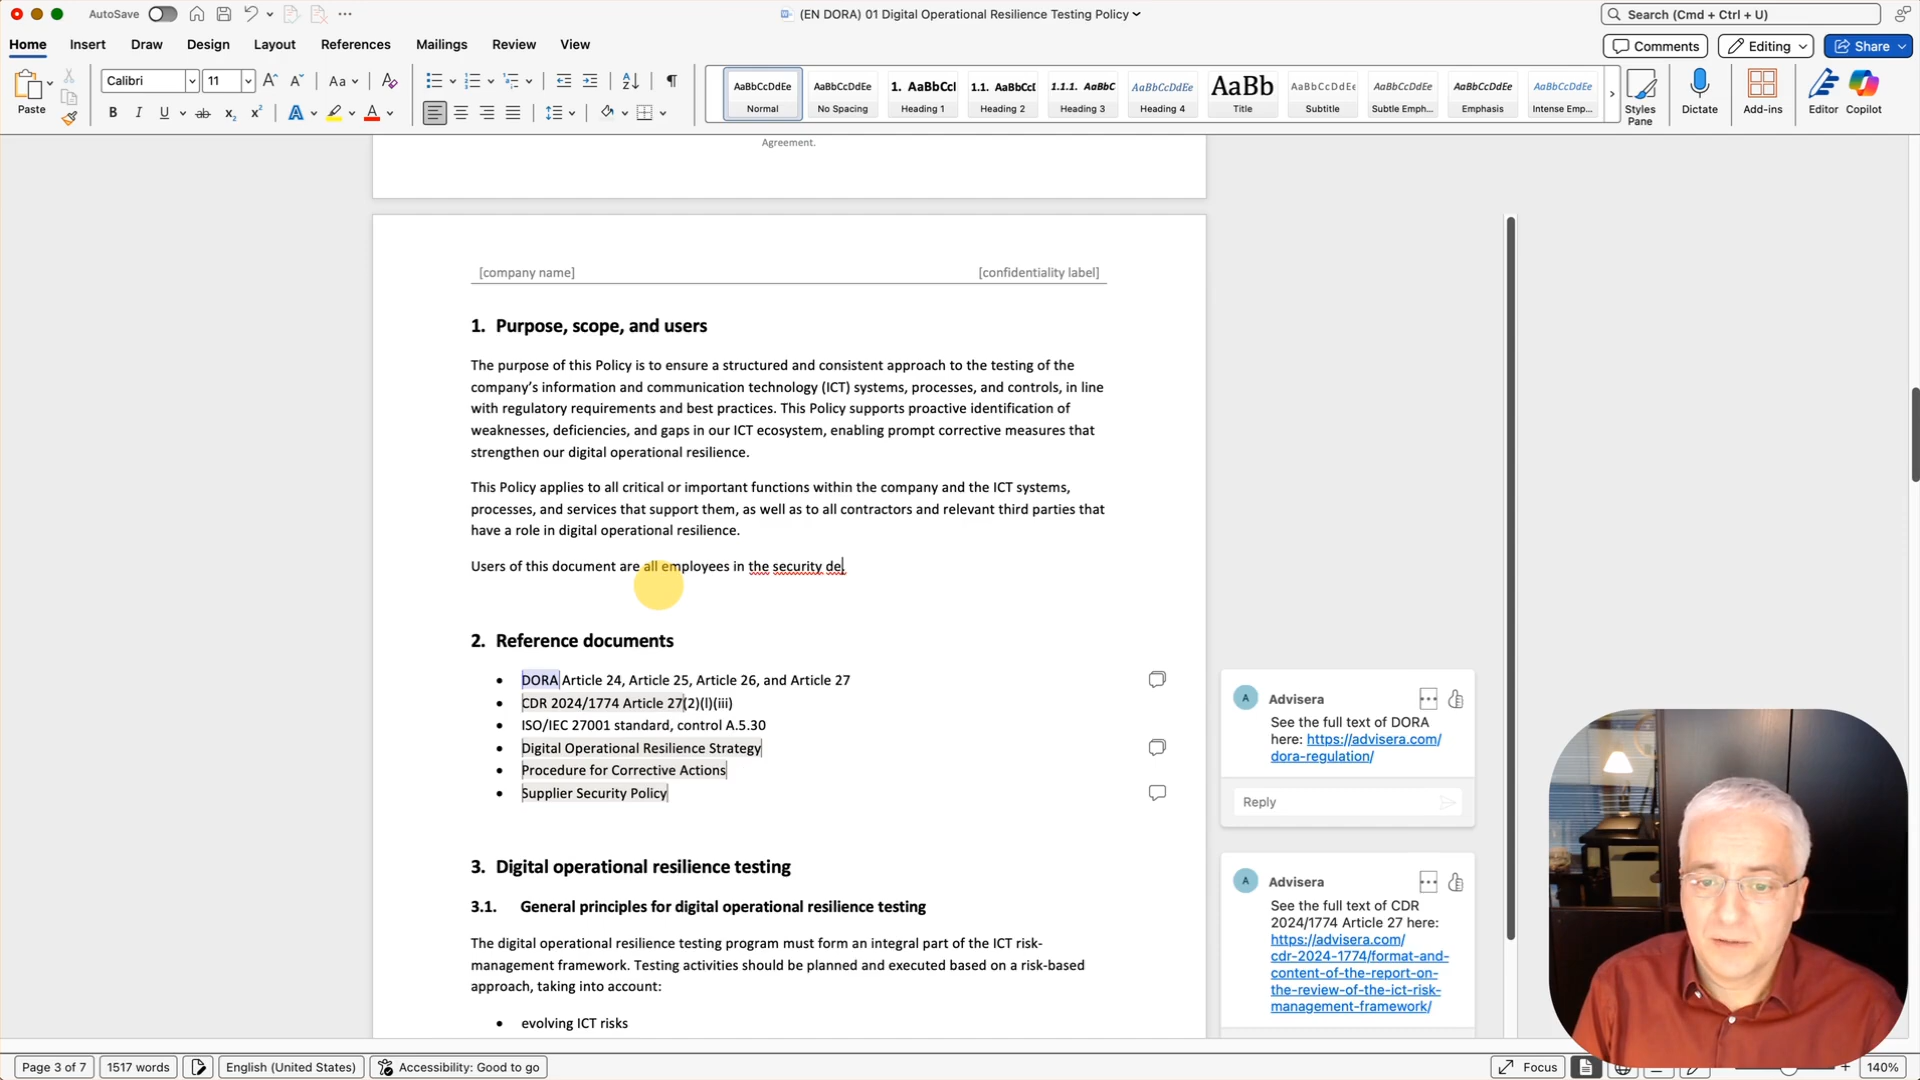 AutoSave
(EN DORA) 01 Digital Operational Resilience Testing Policy
Search (Cmd + Ctrl + U)
Home Insert Draw Design Layout References Mailings Review View
Comments Editing Share
Paste
Calibri 11
AaBbCcDdEe Normal
AaBbCcDdEe No Spacing
1. AaBbCcI Heading 1
1.1. AaBbCcI Heading 2
1.1.1. AaBbC Heading 3
AaBbCcDdEe Heading 4
AaBb Title
AaBbCcDdEe Subtitle
AaBbCcDdEe Subtle Emph...
AaBbCcDdEe Emphasis
AaBbCcDdEe Intense Emp...
Styles Pane
Dictate
Add-ins
Editor
Copilot
Agreement.
[company name] [confidentiality label]
1. Purpose, scope, and users
The purpose of this Policy is to ensure a structured and consistent approach to the testing of the
company's information and communication technology (ICT) systems, processes, and controls, in line
with regulatory requirements and best practices. This Policy supports proactive identification of
weaknesses, deficiencies, and gaps in our ICT ecosystem, enabling prompt corrective measures that
strengthen our digital operational resilience.
This Policy applies to all critical or important functions within the company and the ICT systems,
processes, and services that support them, as well as to all contractors and relevant third parties that
have a role in digital operational resilience.
Users of this document are all employees in the security de.
2. Reference documents
• DORA Article 24, Article 25, Article 26, and Article 27
• CDR 2024/1774 Article 27(2)(l)(iii)
• ISO/IEC 27001 standard, control A.5.30
• Digital Operational Resilience Strategy
• Procedure for Corrective Actions
• Supplier Security Policy
3. Digital operational resilience testing
3.1. General principles for digital operational resilience testing
The digital operational resilience testing program must form an integral part of the ICT risk-
management framework. Testing activities should be planned and executed based on a risk-based
approach, taking into account:
• evolving ICT risks
A Advisera
See the full text of DORA
here: https://advisera.com/
dora-regulation/
Reply
A Advisera
See the full text of CDR
2024/1774 Article 27 here:
https://advisera.com/
cdr-2024-1774/format-and-
content-of-the-report-on-
the-review-of-the-ict-risk-
management-framework/
Page 3 of 7 1517 words English (United States) Accessibility: Good to go Focus 140%